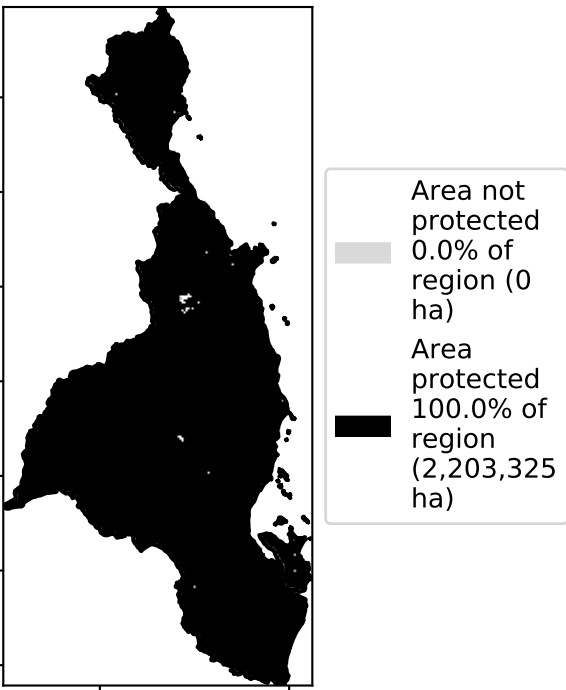 Area not
protected
0.0% of
region (0
ha)
Area
protected
100.0% of
region
(2,203,325
ha)